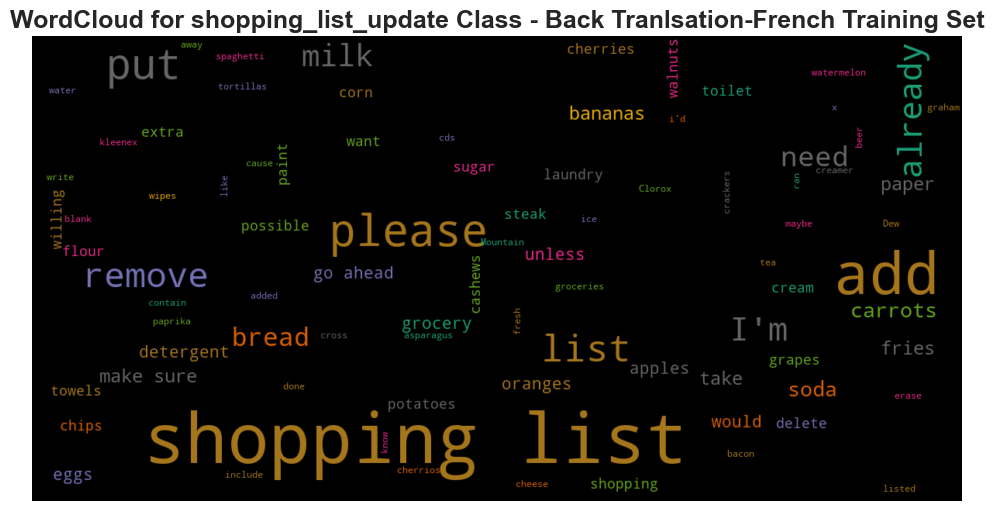 WordCloud for shopping_list_update Class - Back Tranlsation-French Training Set
away
put
spaghetti
milk
cherries
walnuts
already
watermelon
water
tortillas
corn
toilet
x
graham
bananas
i'd
extra
kleenex
want
cds
beer
need
cause
paint
sugar
laundry
creamer
ran
crackers
paper
write
like
Clorox
wipes
willing
blank
possible
please
steak
ice
maybe
Dew
Mountain
flour
unless
remove
go ahead
cashews
tea
add
groceries
cream
contain
added
carrots
paprika
fresh
grocery
bread
cross
asparagus
I'm
detergent
list
fries
grapes
make sure
apples
take
towels
done
oranges
soda
erase
potatoes
chips
shopping list
know
would
delete
bacon
eggs
include
cherrios
cheese
shopping
listed